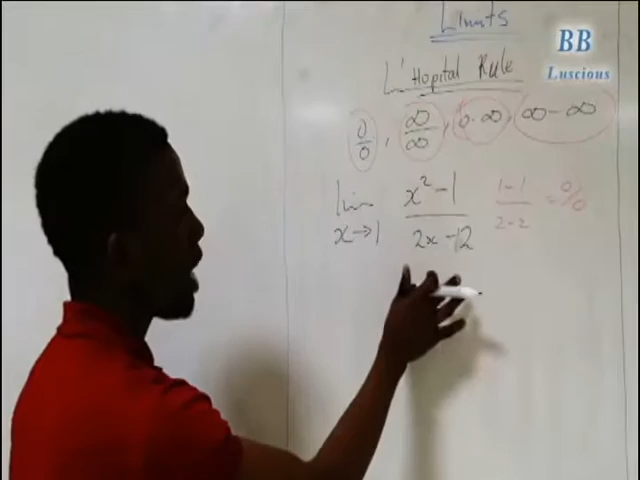 Limits
BB
Luscious
L'Hopital Rule
0/0, ∞/∞, 0·∞, ∞-∞
lim x→1 (x²-1)/(2x-12) (1-1)/(2-2) = 0/0